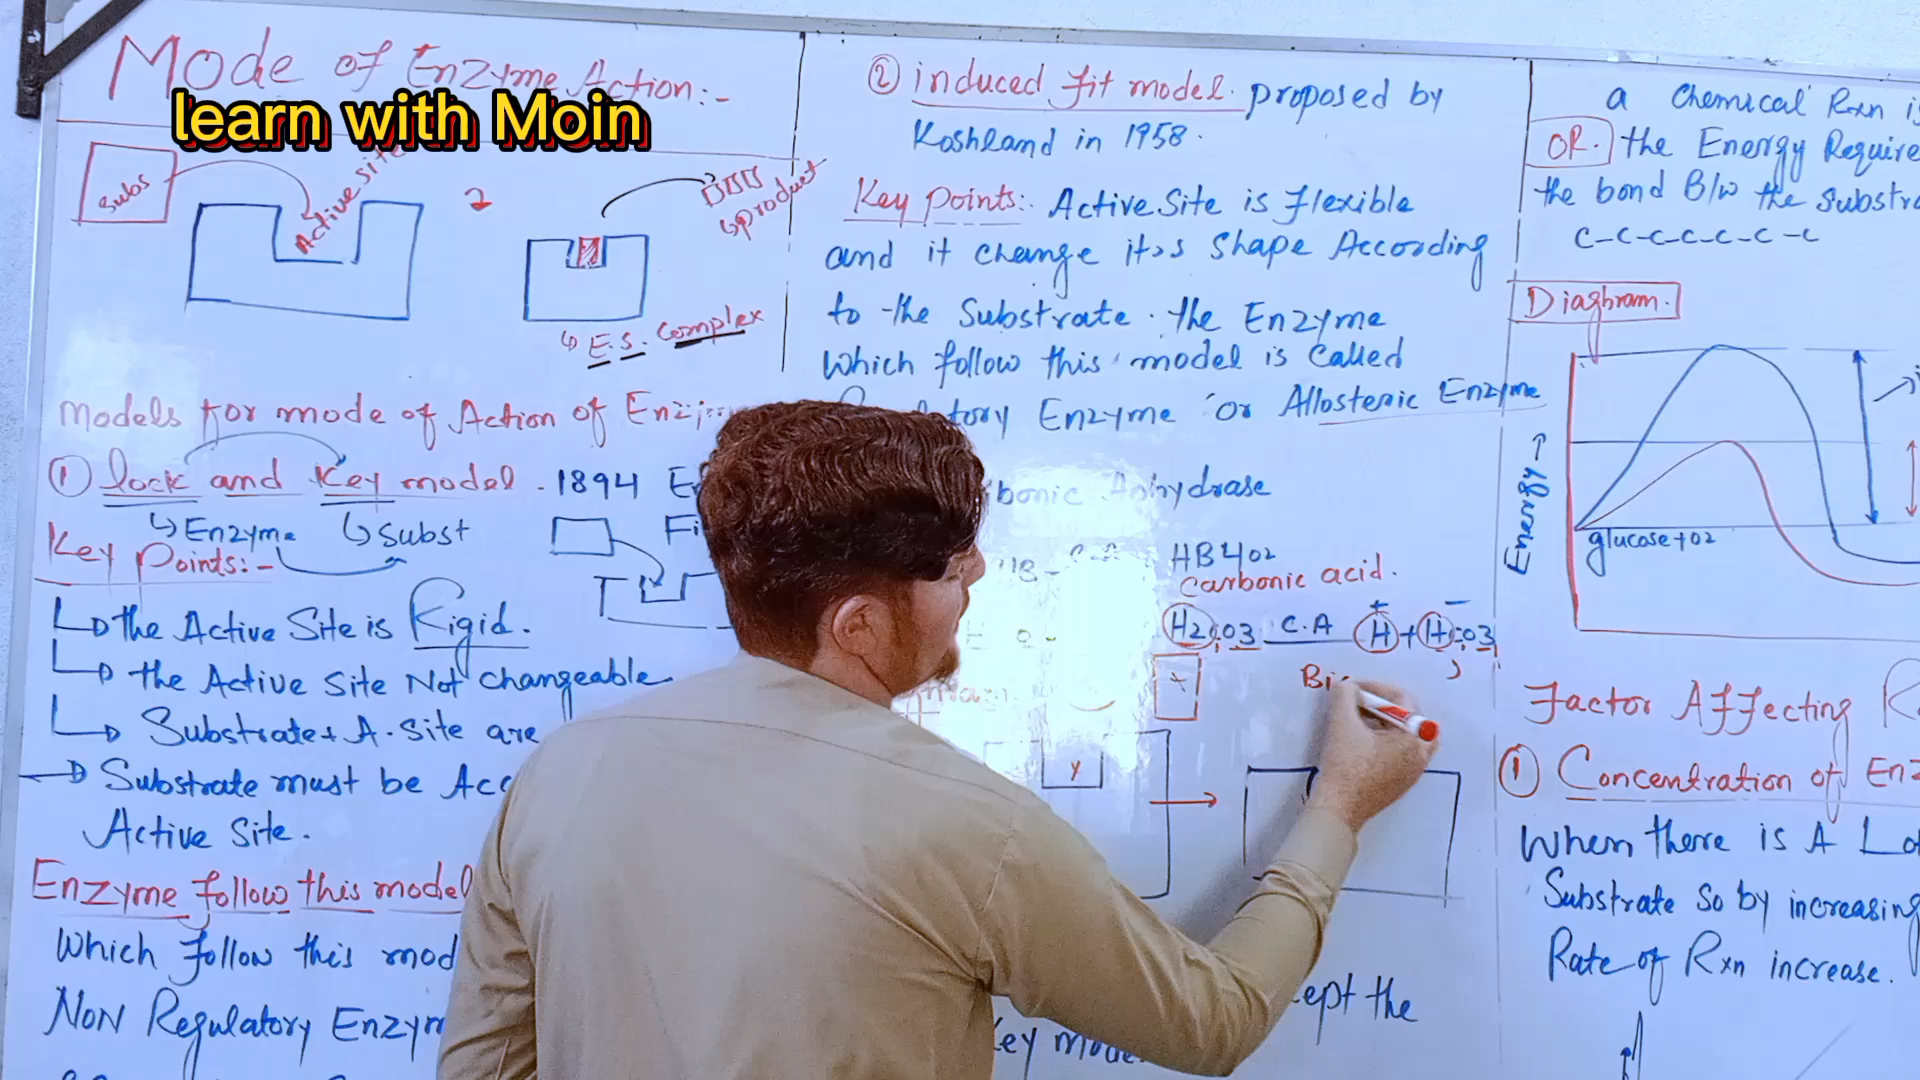 Mode of Enzyme Action:-
learn with Moin
Subs
Active site
2
product
E.S. Complex
Models for mode of Action of
① lock and Key model. 1894
Enzyme Subst
Key Points:-
the Active Site is Rigid.
the Active Site Not changeable
Substrate + A.site are
Substrate must be
Active Site.
Enzyme follow this model
Which follow this
Non Regulatory
② induced fit model. proposed by
Koshland in 1958.
Key Points:. Active Site is flexible
and it change it,s Shape According
to the Substrate. the Enzyme
Which follow this model is Called
Enzyme or Allosteric Enzyme
Anhydrase
HB4O2
Carbonic acid.
C.A
+ -
X
Y
the
Key
a Chemical Rxn
OR. the Energy
the bond B/w the
C-C-C-C-C-C-C
Diagbram.
Energy →
glucose+O2
Factor Affecting
① Concentration of
When there is A
Substrate so by increasing
Rate of Rxn increase.